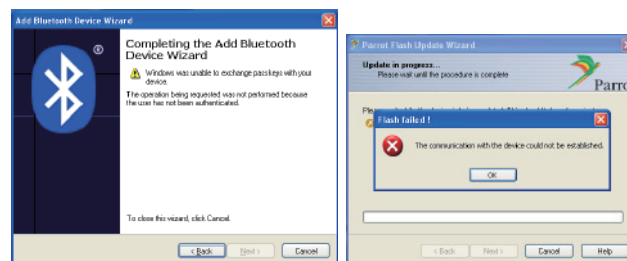 Add Bluetooth Device Wizard
®
Completing the Add Bluetooth
Device Wizard
Windows was unable to exchange passkeys with your
device.
The operation being requested was not performed because
the user has not been authenticated.
To close this wizard, click Cancel.
< Back
Next >
Cancel
Parrot Flash Update Wizard
Update in progress...
Please wait until the procedure is complete
Parro
Flash failed !
The communication with the device could not be established.
OK
< Back
Next >
Cancel
Help